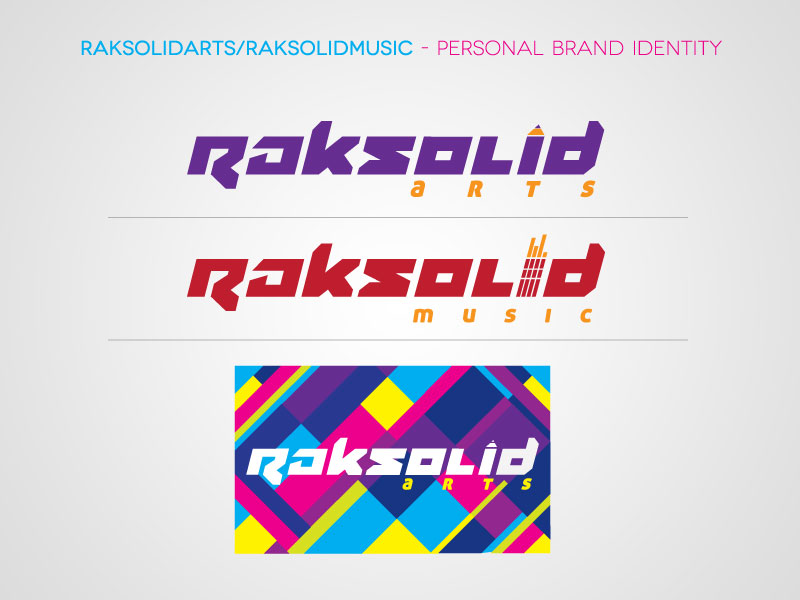 RAKSOLIDARTS/RAKSOLIDMUSIC - PERSONAL BRAND IDENTITY
RakSOLid
aRTS
RakSOLid
music
RakSOLid
aRTS